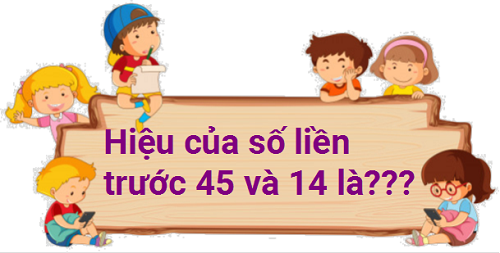 Hiệu của số liền
trước 45 và 14 là???